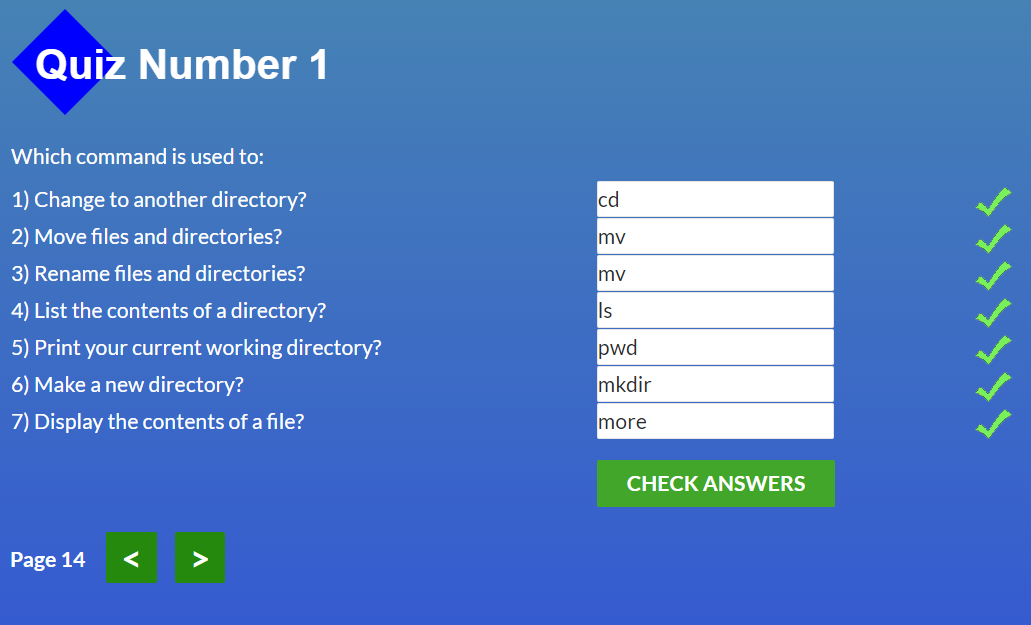 Quiz Number 1
Which command is used to:
1) Change to another directory? cd
2) Move files and directories? mv
3) Rename files and directories? mv
4) List the contents of a directory? ls
5) Print your current working directory? pwd
6) Make a new directory? mkdir
7) Display the contents of a file? more
CHECK ANSWERS
Page 14 < >